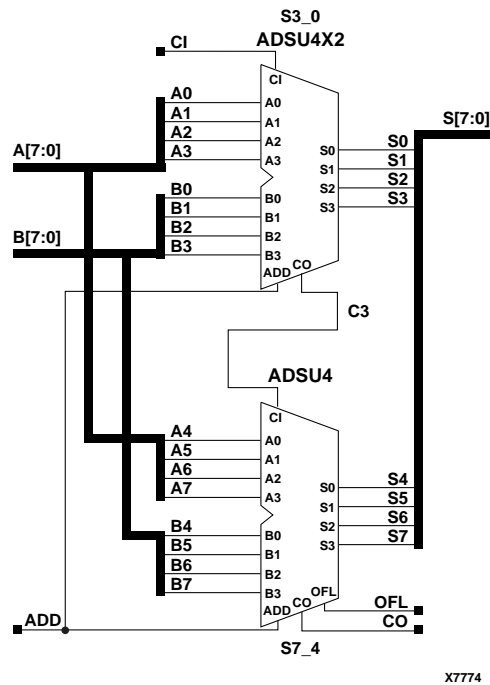 S3_0
ADSU4X2
CI
CI
A0 A0
A1 A1
A2 A2
A3 A3
A[7:0]
S[7:0]
S0 S0
S1 S1
S2 S2
S3 S3
B0 B0
B1 B1
B2 B2
B3 B3
B[7:0]
ADD CO
C3
ADSU4
CI
A4 A0
A5 A1
A6 A2
A7 A3
S0 S4
S1 S5
S2 S6
S3 S7
B4 B0
B5 B1
B6 B2
B7 B3
ADD CO OFL
ADD
OFL
CO
S7_4
X7774